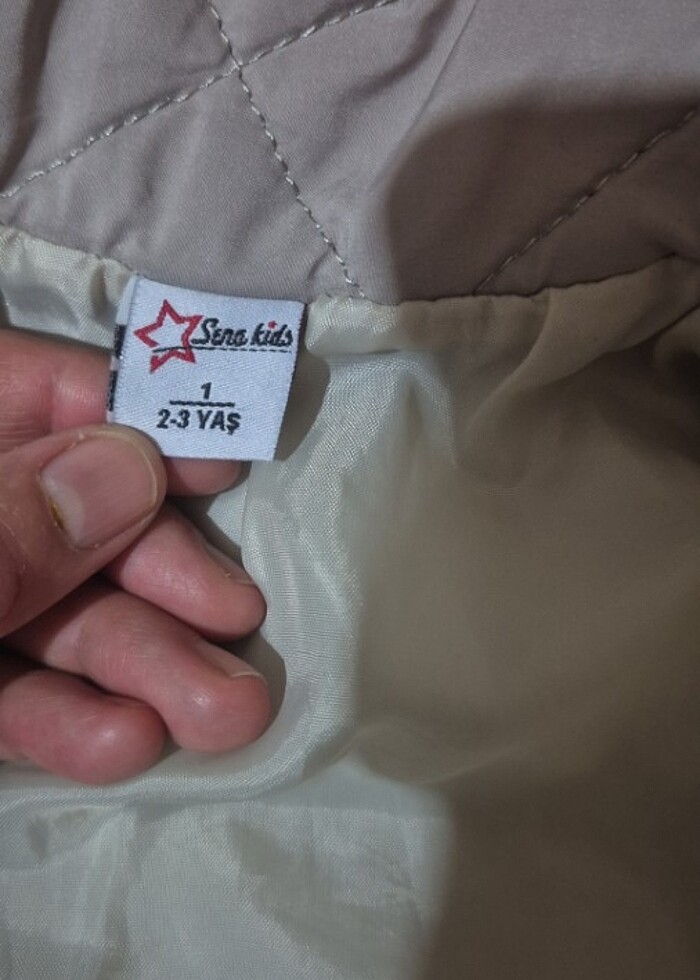 Sena kids
1
2-3 YAŞ